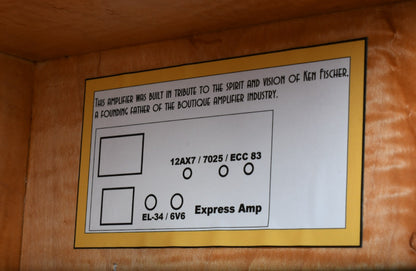 This amplifier was built in tribute to the spirit and vision of Ken Fischer,
a founding father of the boutique amplifier industry.
12AX7 / 7025 / ECC 83
EL-34 / 6V6
Express Amp